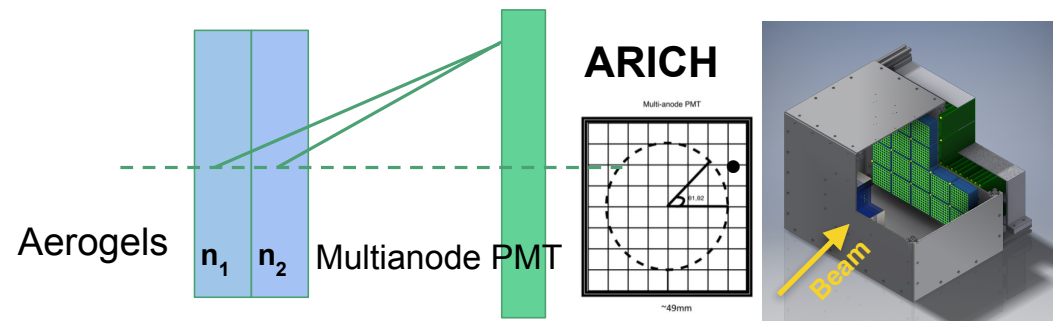 ARICH
Multi-anode PMT
θ1,θ2
~49mm
Aerogels
n1
n2
Multianode PMT
Beam